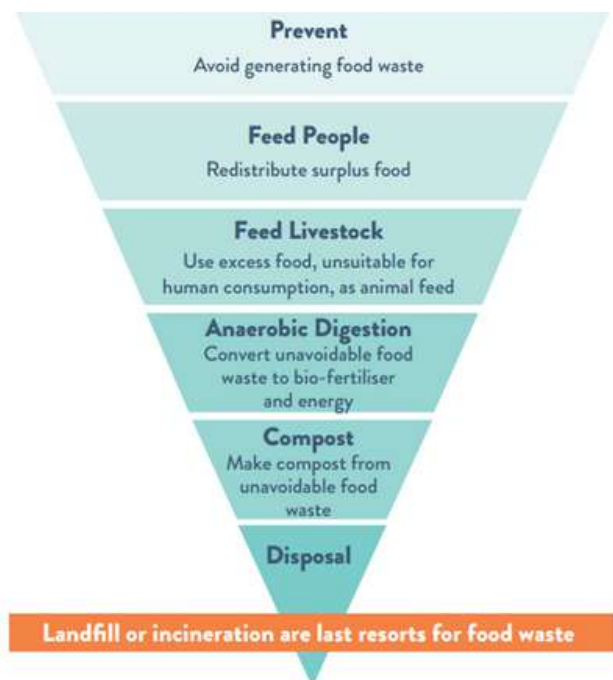 Prevent
Avoid generating food waste
Feed People
Redistribute surplus food
Feed Livestock
Use excess food, unsuitable for
human consumption, as animal feed
Anaerobic Digestion
Convert unavoidable food
waste to bio-fertiliser
and energy
Compost
Make compost from
unavoidable food
waste
Disposal
Landfill or incineration are last resorts for food waste